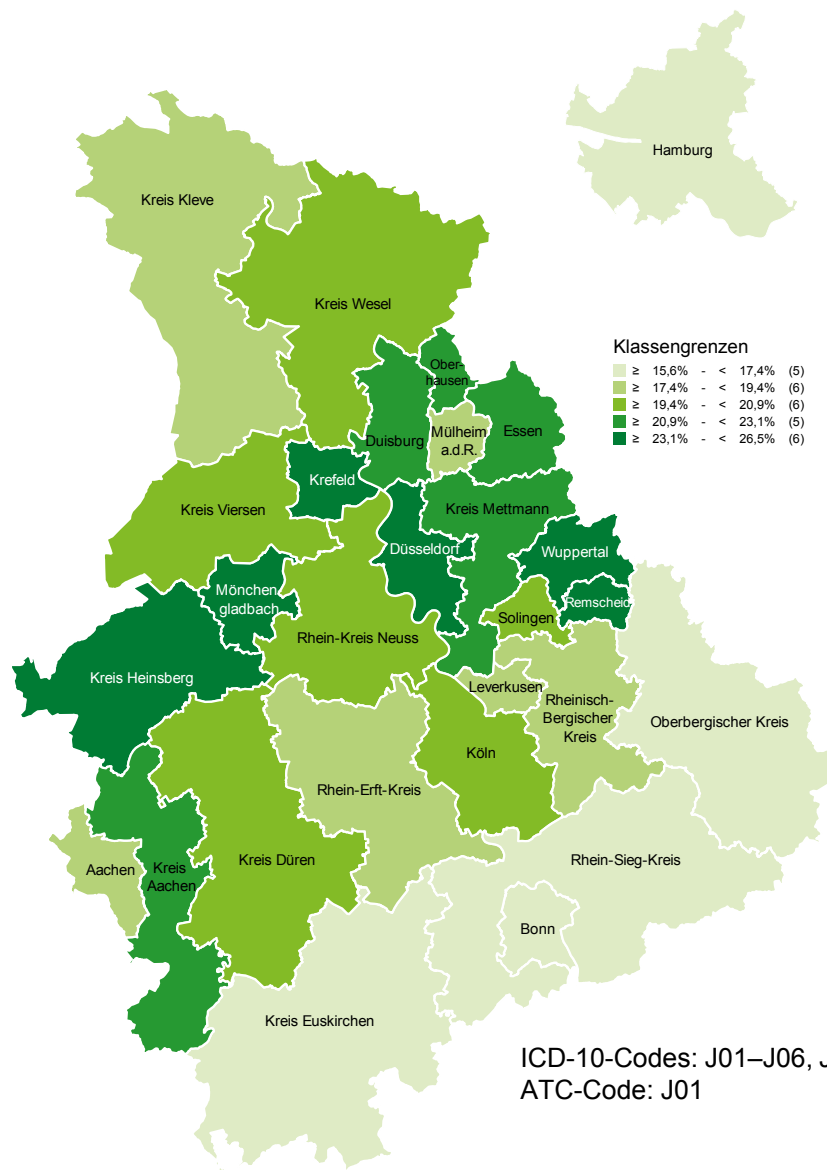 Hamburg
Kreis Kleve
Kreis Wesel
Klassengrenzen
≥ 15,6% - < 17,4% (5)
≥ 17,4% - < 19,4% (6)
≥ 19,4% - < 20,9% (6)
≥ 20,9% - < 23,1% (5)
≥ 23,1% - < 26,5% (6)
Ober-
hausen
Duisburg
Mülheim
a.d.R.
Essen
Krefeld
Kreis Viersen
Kreis Mettmann
Düsseldorf
Wuppertal
Mönchen
gladbach
Remscheid
Solingen
Rhein-Kreis Neuss
Kreis Heinsberg
Leverkusen
Rheinisch-
Bergischer
Kreis
Oberbergischer Kreis
Köln
Rhein-Erft-Kreis
Aachen
Kreis
Aachen
Kreis Düren
Rhein-Sieg-Kreis
Bonn
Kreis Euskirchen
ICD-10-Codes: J01–J06, J
ATC-Code: J01